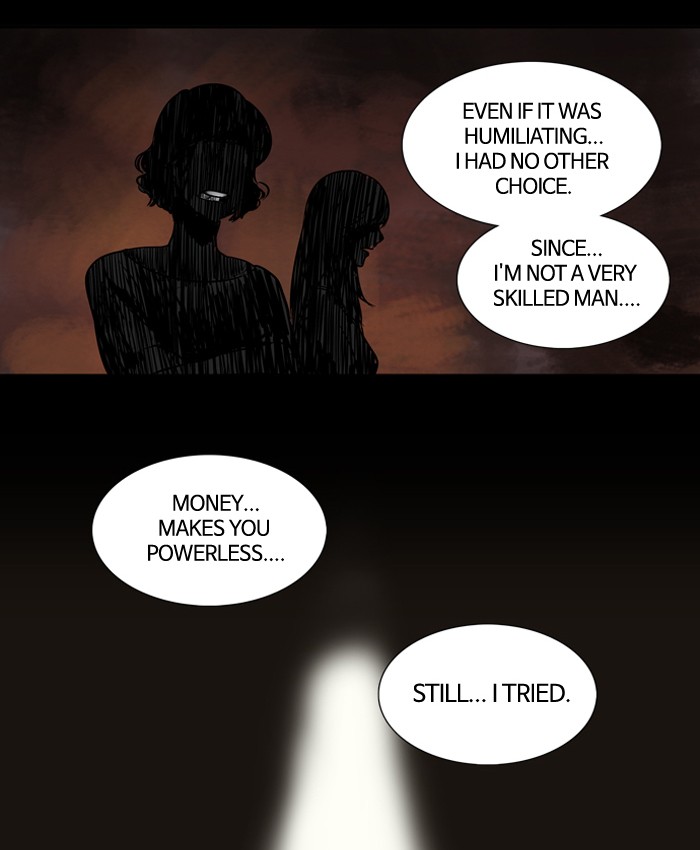 EVEN IF IT WAS
HUMILIATING...
I HAD NO OTHER
CHOICE.
SINCE...
I'M NOT A VERY
SKILLED MAN....
MONEY...
MAKES YOU
POWERLESS....
STILL... I TRIED.